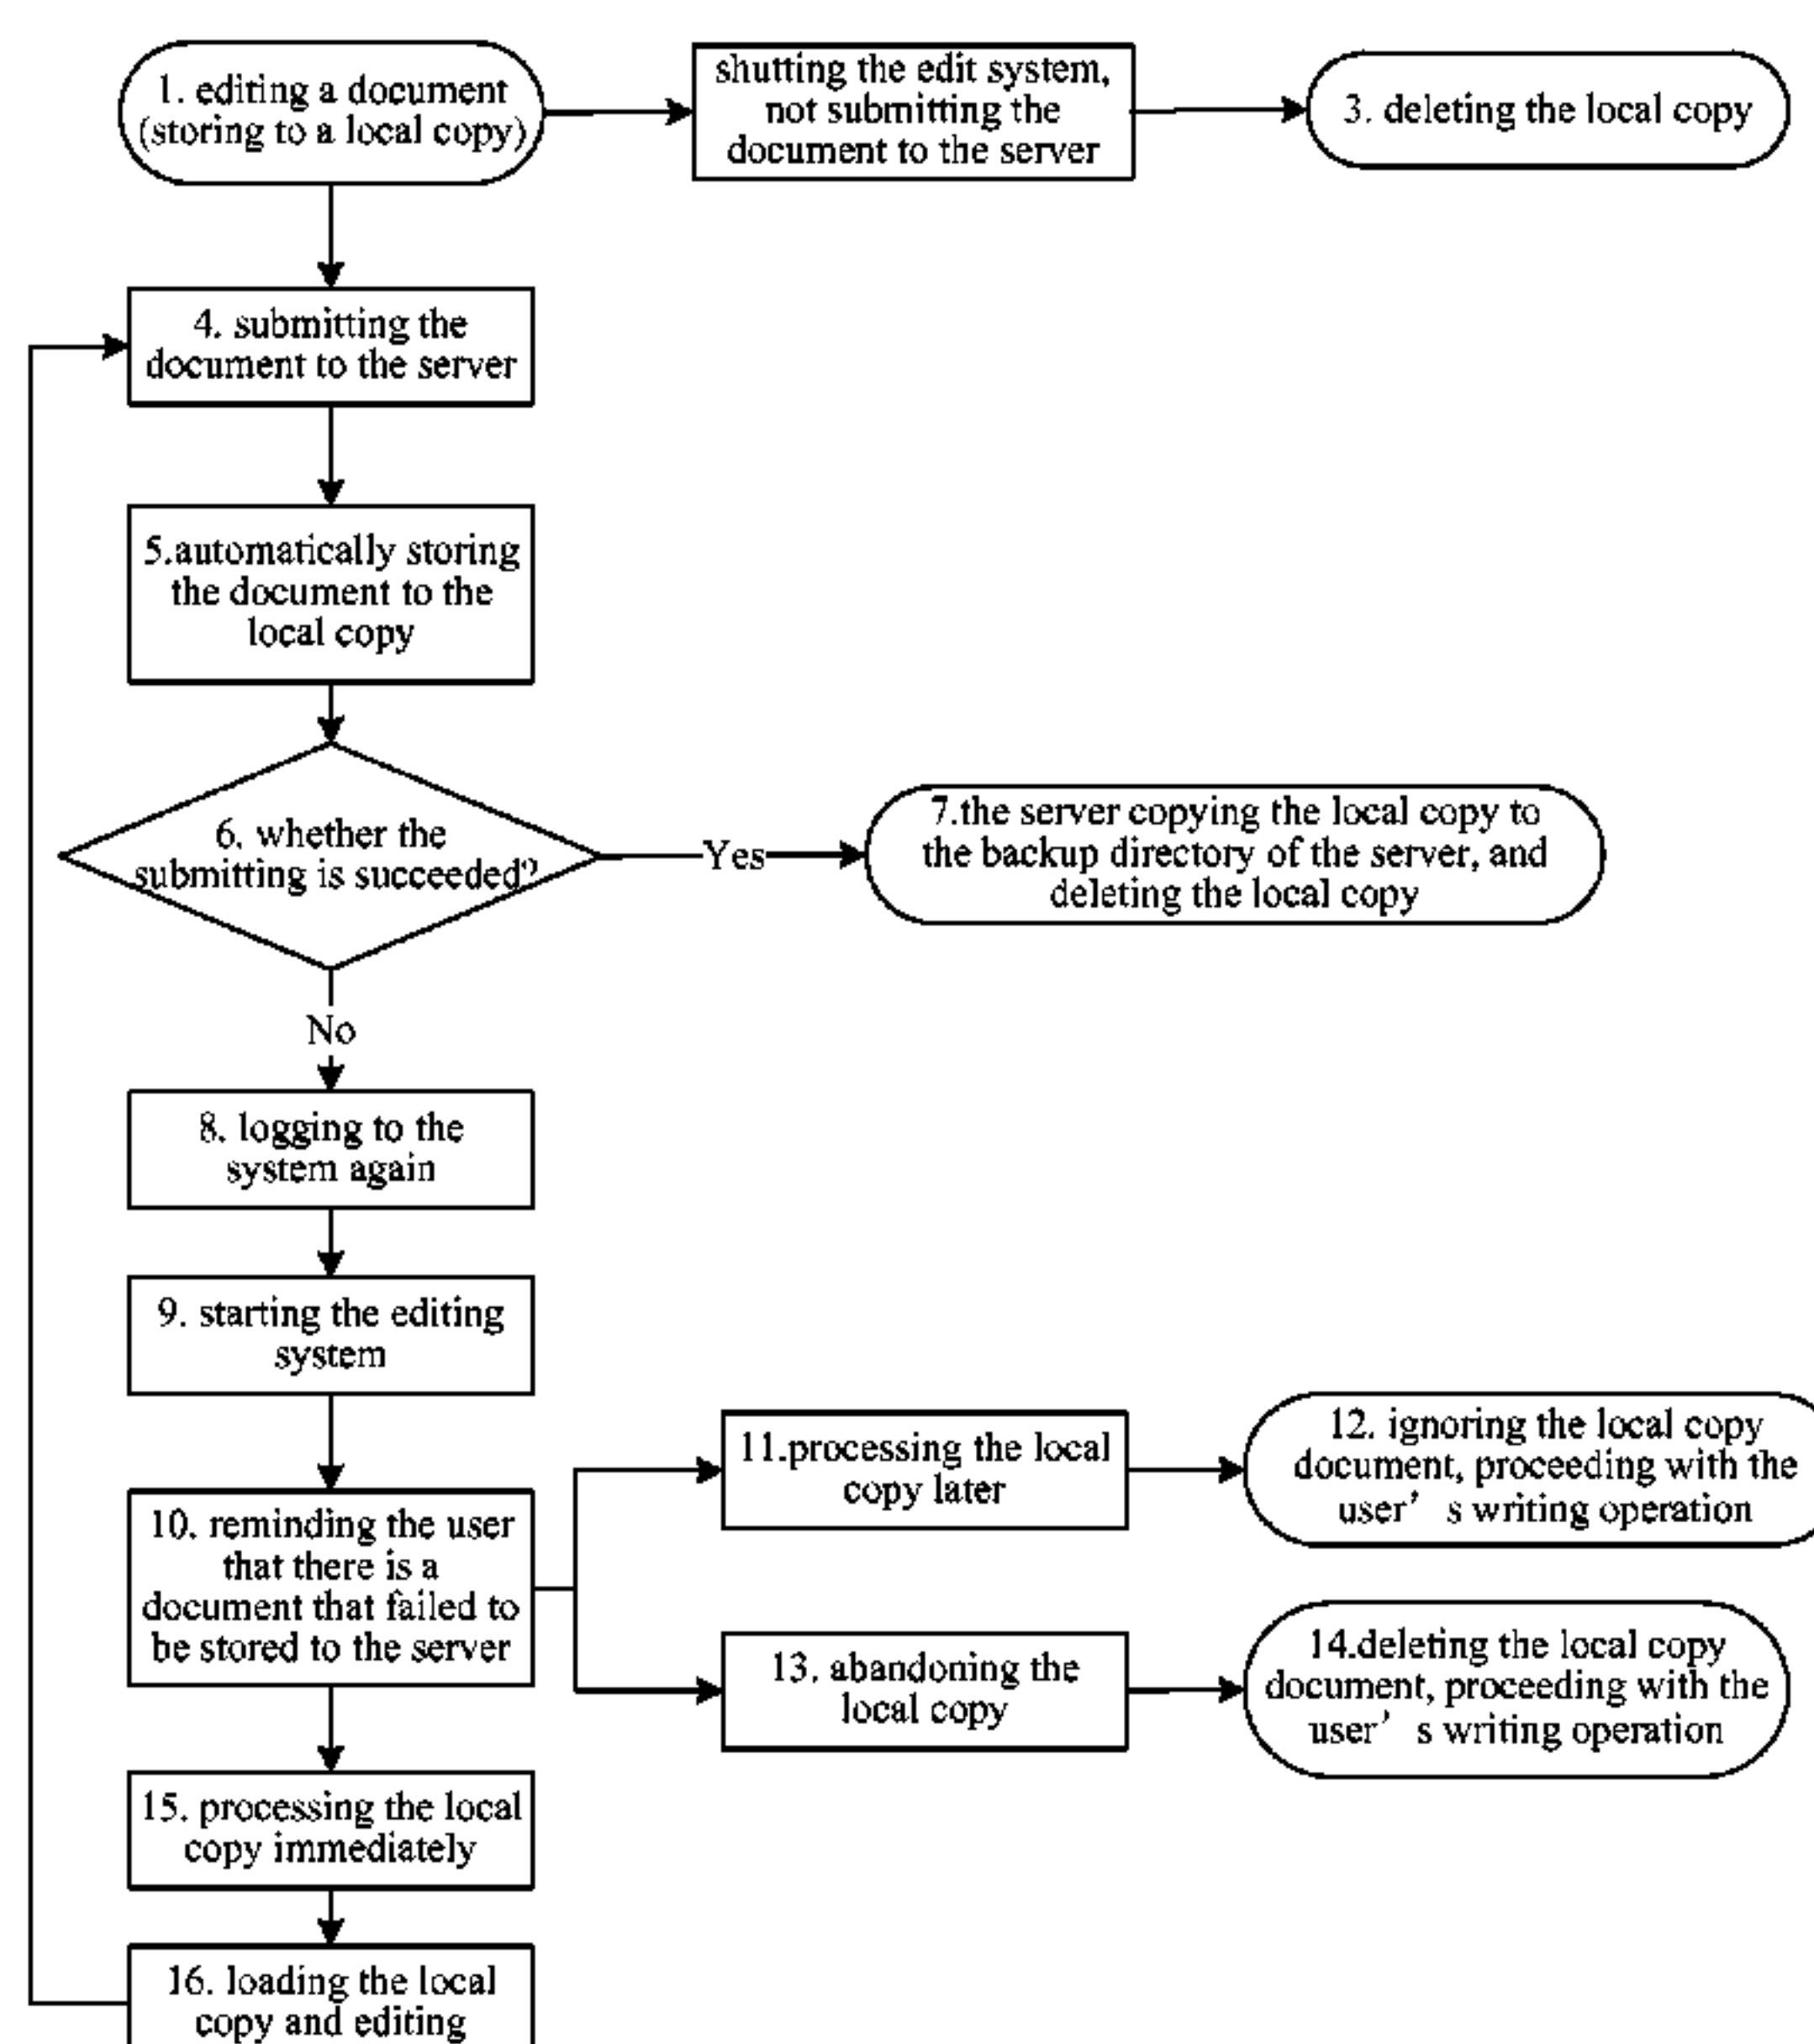 1. editing a document
(storing to a local copy)
shutting the edit system,
not submitting the
document to the server
3. deleting the local copy
4. submitting the
document to the server
5.automatically storing
the document to the
local copy
6. whether the
submitting is succeeded?
Yes
7.the server copying the local copy to
the backup directory of the server, and
deleting the local copy
No
8. logging to the
system again
9. starting the editing
system
10. reminding the user
that there is a
document that failed to
be stored to the server
11.processing the local
copy later
12. ignoring the local copy
document, proceeding with the
user’ s writing operation
13. abandoning the
local copy
14.deleting the local copy
document, proceeding with the
user’ s writing operation
15. processing the local
copy immediately
16. loading the local
copy and editing